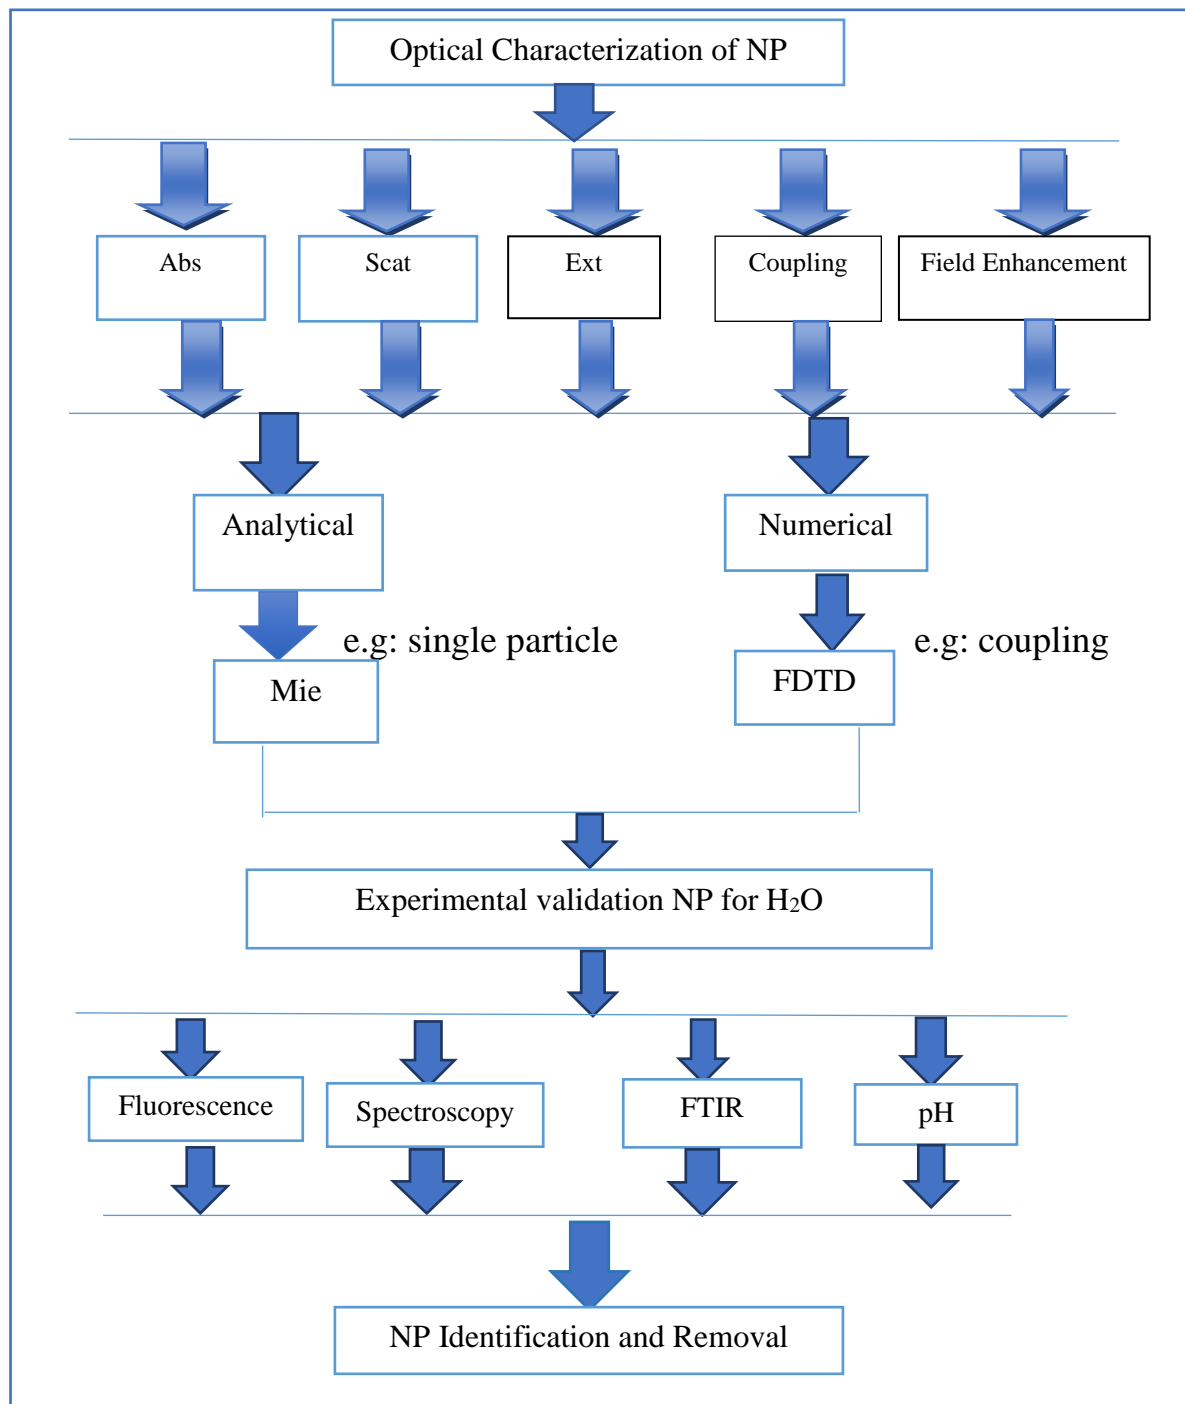 Optical Characterization of NP
Abs
Scat
Ext
Coupling
Field Enhancement
Analytical
Numerical
e.g: single particle
e.g: coupling
Mie
FDTD
Experimental validation NP for H₂O
Fluorescence
Spectroscopy
FTIR
pH
NP Identification and Removal